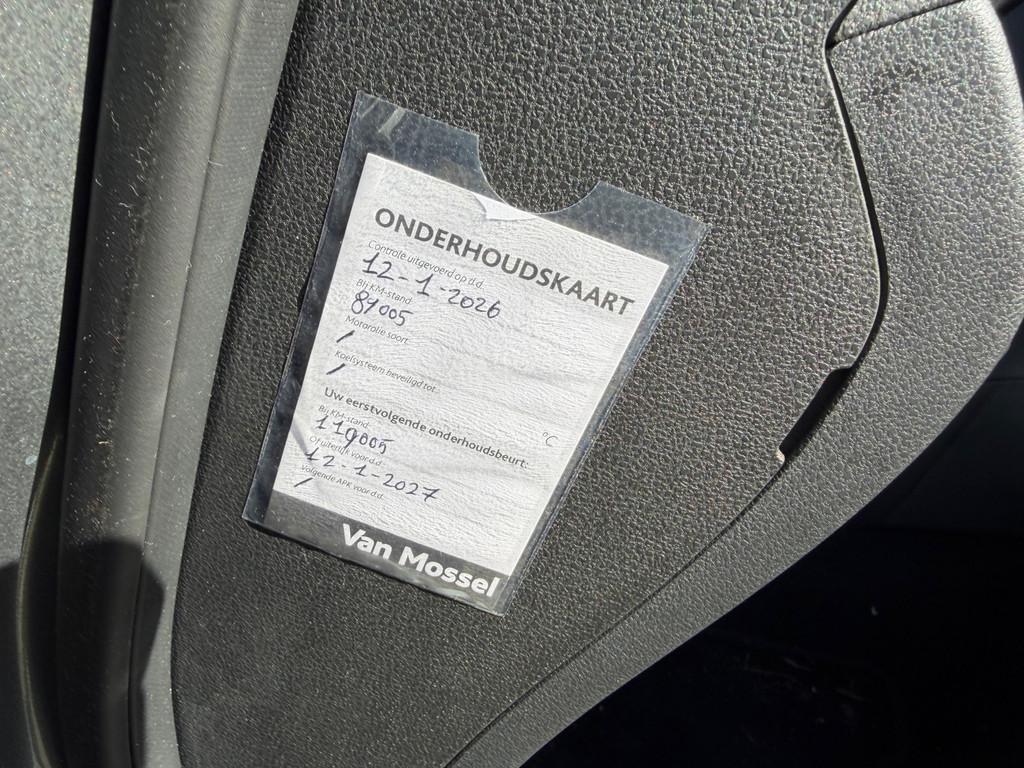 ONDERHOUDSKAART
Controle uitgevoerd op d.d.
12-1-2026
Bij KM-stand:
89005
Motorolie soort:
/
Koelsysteem beveiligd tot:
/ °C
Uw eerstvolgende onderhoudsbeurt:
Bij KM-stand:
119005
Of uiterlijk voor d.d.
12-1-2027
Volgende APK voor d.d.
/
Van Mossel